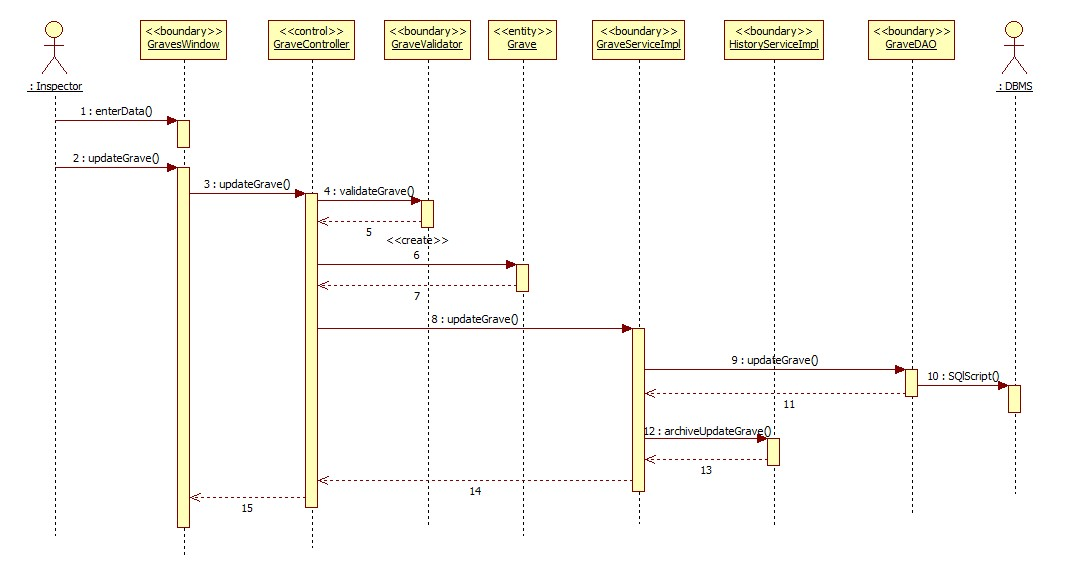 <<boundary>>
GravesWindow
<<control>>
GraveController
<<boundary>>
GraveValidator
<<entity>>
Grave
<<boundary>>
GraveServiceImpl
<<boundary>>
HistoryServiceImpl
<<boundary>>
GraveDAO
: Inspector
: DBMS
1 : enterData()
2 : updateGrave()
3 : updateGrave()
4 : validateGrave()
5
<<create>>
6
7
8 : updateGrave()
9 : updateGrave()
10 : SQlScript()
11
12 : archiveUpdateGrave()
13
14
15